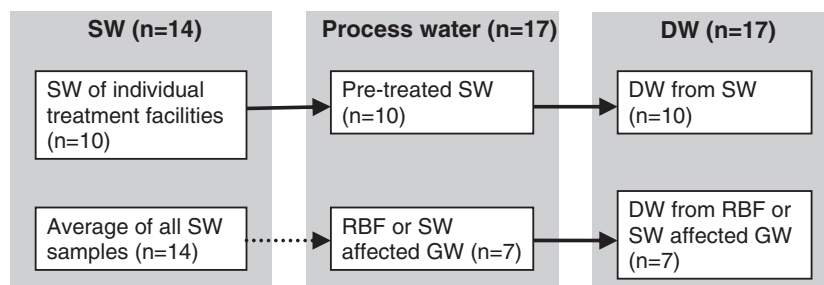 SW (n=14)
Process water (n=17)
DW (n=17)
SW of individual
treatment facilities
(n=10)
Pre-treated SW
(n=10)
DW from SW
(n=10)
Average of all SW
samples (n=14)
RBF or SW
affected GW (n=7)
DW from RBF or
SW affected GW
(n=7)